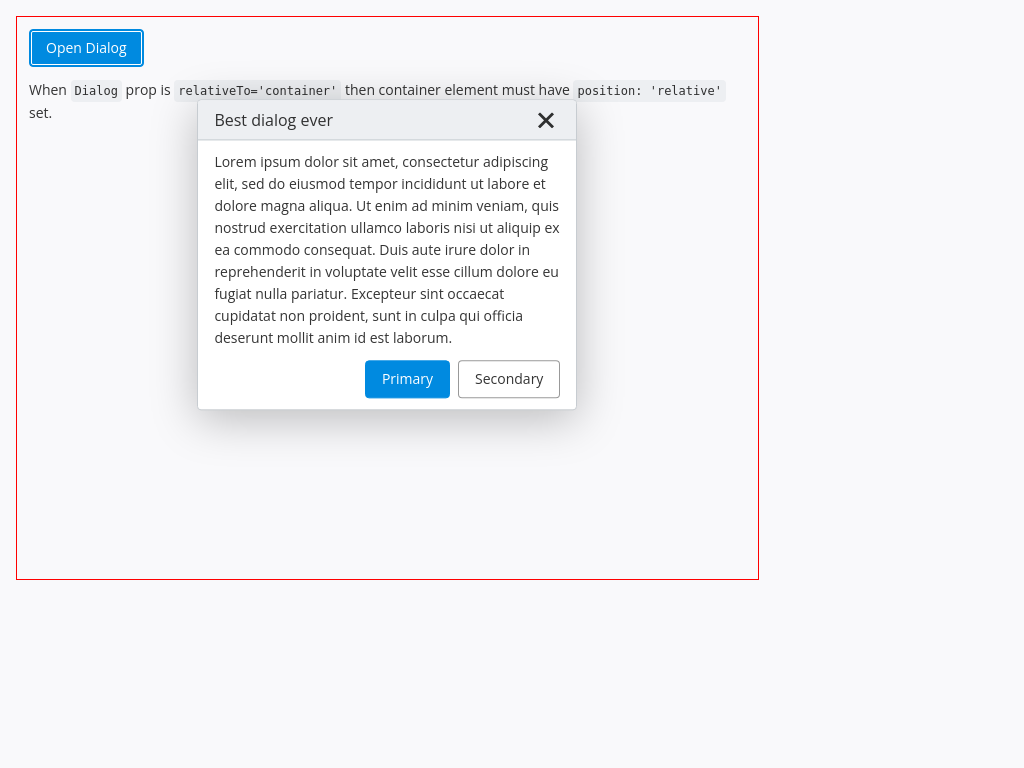 Open Dialog
When Dialog prop is relativeTo='container' then container element must have position: 'relative'
set.
Best dialog ever
Lorem ipsum dolor sit amet, consectetur adipiscing
elit, sed do eiusmod tempor incididunt ut labore et
dolore magna aliqua. Ut enim ad minim veniam, quis
nostrud exercitation ullamco laboris nisi ut aliquip ex
ea commodo consequat. Duis aute irure dolor in
reprehenderit in voluptate velit esse cillum dolore eu
fugiat nulla pariatur. Excepteur sint occaecat
cupidatat non proident, sunt in culpa qui officia
deserunt mollit anim id est laborum.
Primary
Secondary